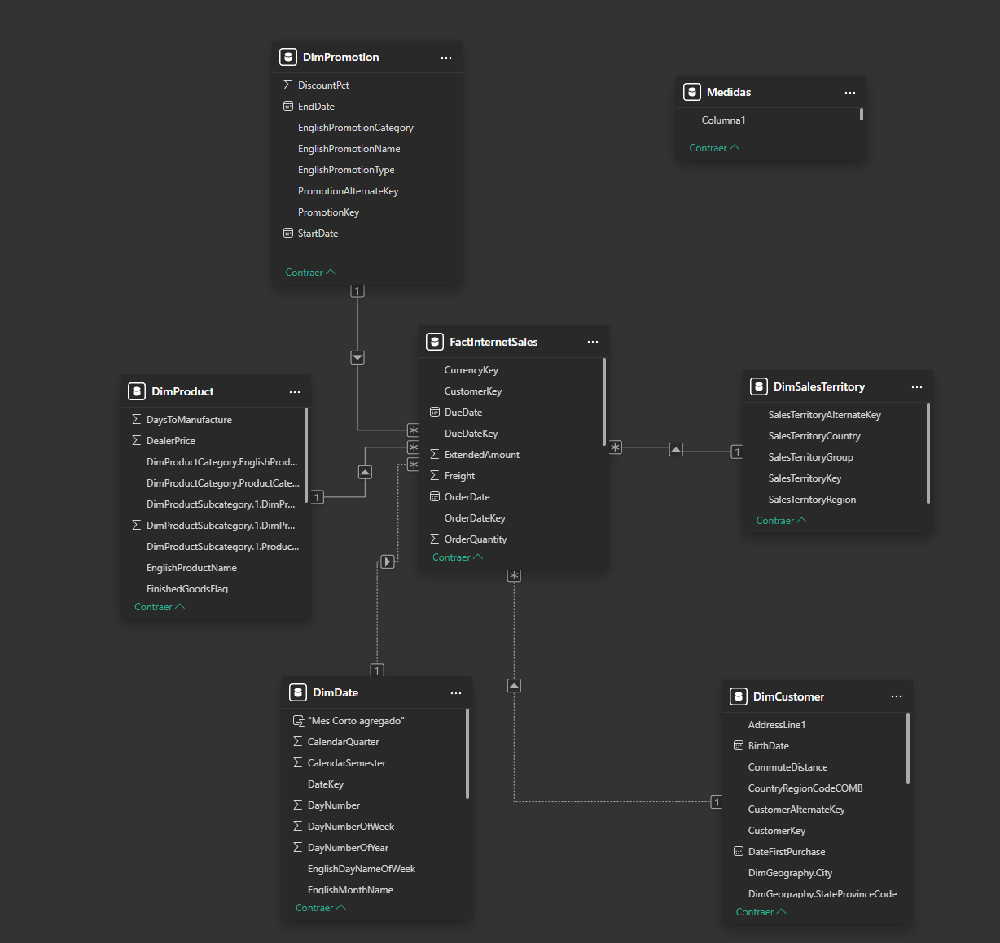 DimPromotion
DiscountPct
EndDate
EnglishPromotionCategory
EnglishPromotionName
EnglishPromotionType
PromotionAlternateKey
PromotionKey
StartDate
Contraer
1
Medidas
Columna1
Contraer
FactInternetSales
CurrencyKey
CustomerKey
DueDate
DueDateKey
ExtendedAmount
Freight
OrderDate
OrderDateKey
OrderQuantity
Contraer
*
*
*
*
*
DimProduct
DaysToManufacture
DealerPrice
DimProductCategory.EnglishProd...
DimProductCategory.ProductCate...
DimProductSubcategory.1.DimPr...
DimProductSubcategory.1.DimPr...
DimProductSubcategory.1.Produc...
EnglishProductName
FinishedGoodsFlag
Contraer
1
DimSalesTerritory
SalesTerritoryAlternateKey
SalesTerritoryCountry
SalesTerritoryGroup
SalesTerritoryKey
SalesTerritoryRegion
Contraer
1
1
DimDate
"Mes Corto agregado"
CalendarQuarter
CalendarSemester
DateKey
DayNumber
DayNumberOfWeek
DayNumberOfYear
EnglishDayNameOfWeek
EnglishMonthName
Contraer
DimCustomer
AddressLine1
BirthDate
CommuteDistance
CountryRegionCodeCOMB
CustomerAlternateKey
CustomerKey
DateFirstPurchase
DimGeography.City
DimGeography.StateProvinceCode
Contraer
1